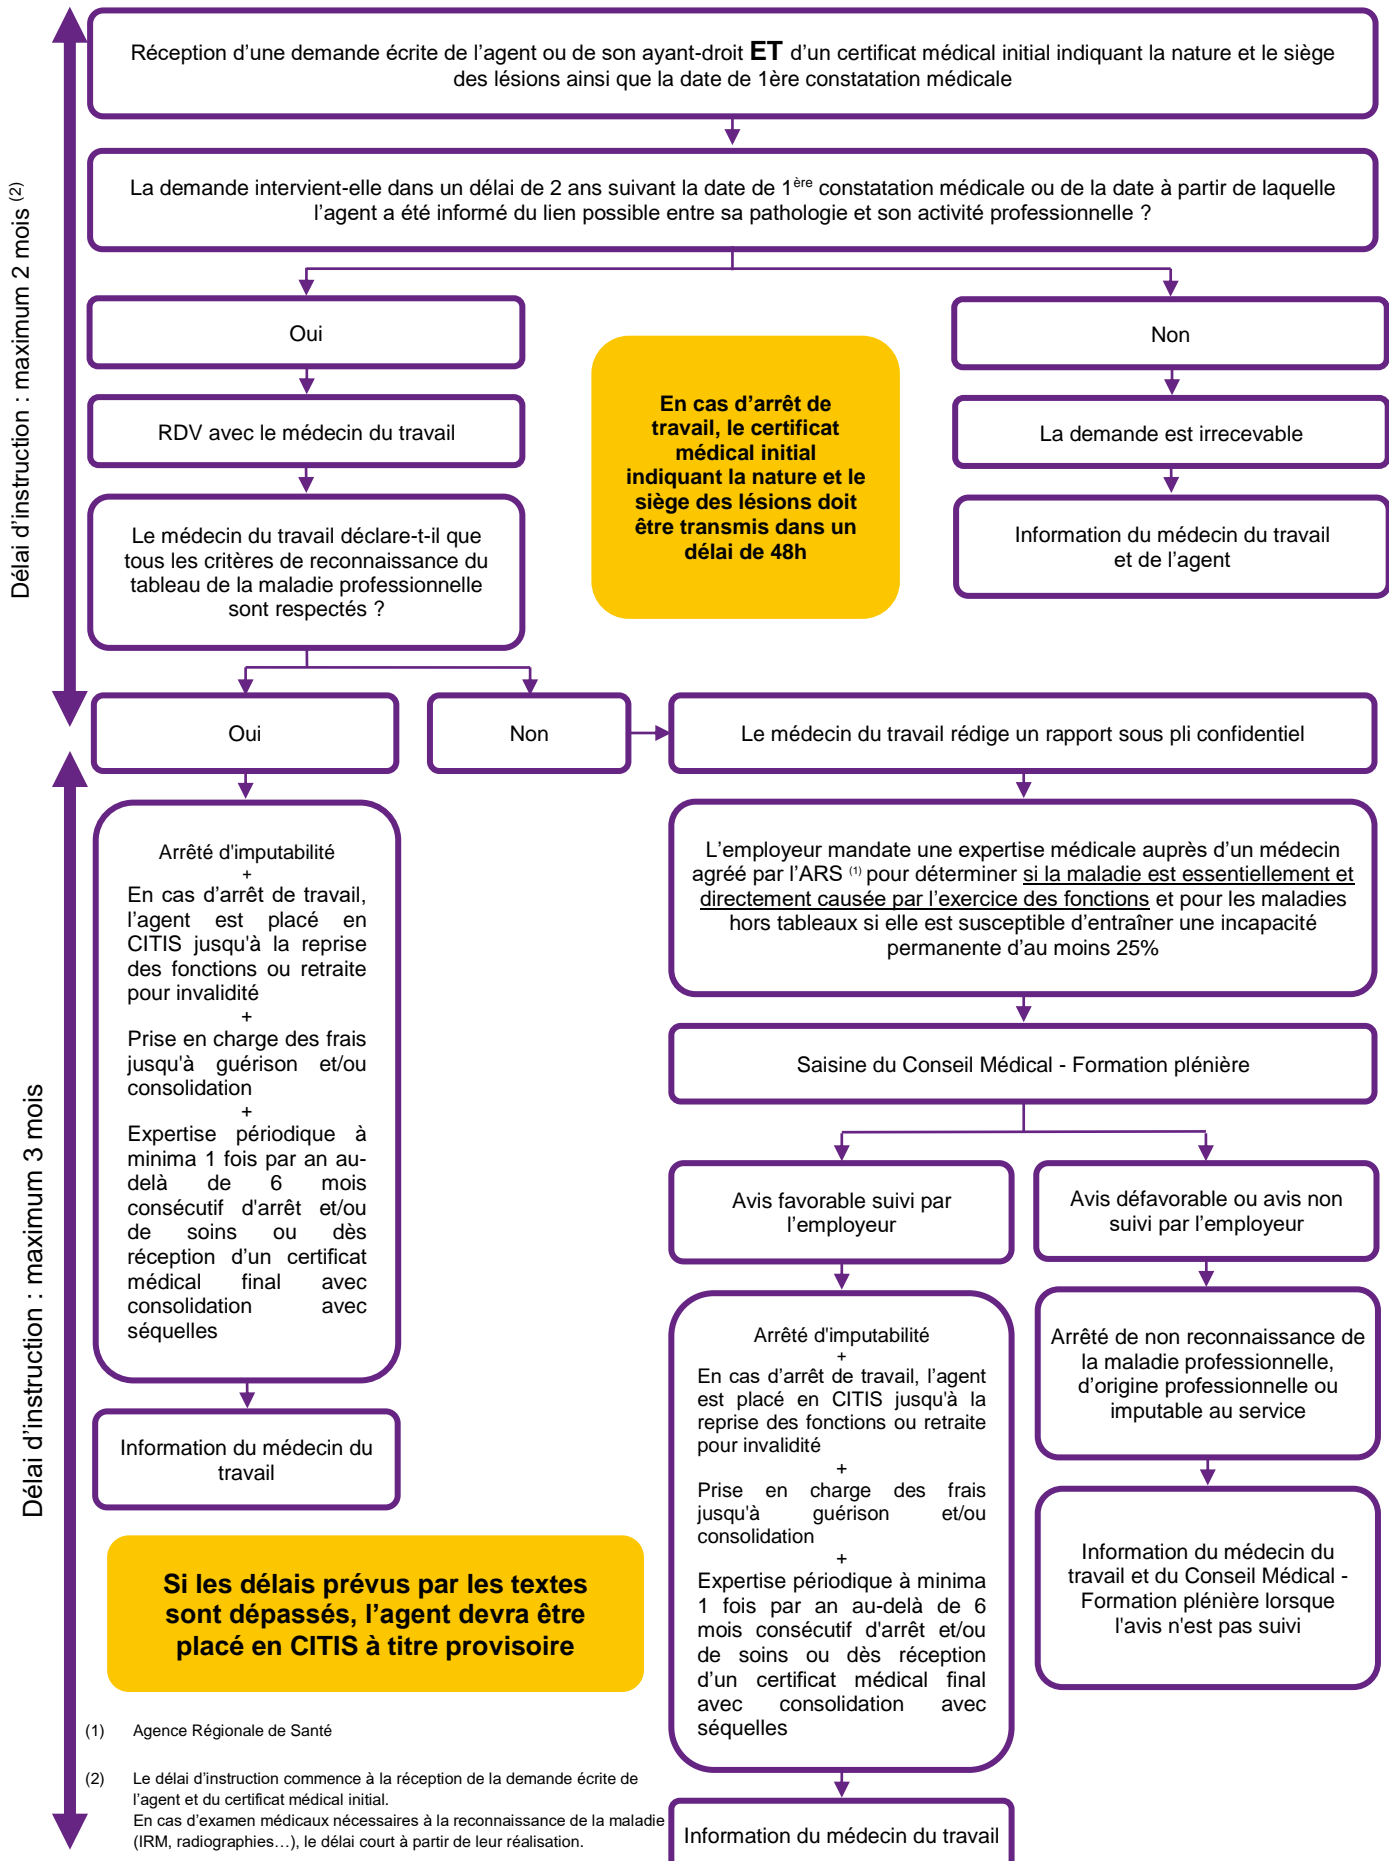 Réception d'une demande écrite de l'agent ou de son ayant-droit ET d'un certificat médical initial indiquant la nature et le siège
des lésions ainsi que la date de 1ère constatation médicale
La demande intervient-elle dans un délai de 2 ans suivant la date de 1ère constatation médicale ou de la date à partir de laquelle
l'agent a été informé du lien possible entre sa pathologie et son activité professionnelle ?
Délai d'instruction : maximum 2 mois (2)
Oui
Non
RDV avec le médecin du travail
La demande est irrecevable
En cas d'arrêt de
travail, le certificat
médical initial
indiquant la nature et le
siège des lésions doit
être transmis dans un
délai de 48h
Le médecin du travail déclare-t-il que
tous les critères de reconnaissance du
tableau de la maladie professionnelle
sont respectés ?
Information du médecin du travail
et de l'agent
Oui
Non
Le médecin du travail rédige un rapport sous pli confidentiel
Délai d'instruction : maximum 3 mois
Arrêté d'imputabilité
+
En cas d'arrêt de travail,
l'agent est placé en
CITIS jusqu'à la reprise
des fonctions ou retraite
pour invalidité
+
Prise en charge des frais
jusqu'à guérison et/ou
consolidation
+
Expertise périodique à
minima 1 fois par an au-
delà de 6 mois
consécutif d'arrêt et/ou
de soins ou dès
réception d'un certificat
médical final avec
consolidation avec
séquelles
Information du médecin du
travail
L'employeur mandate une expertise médicale auprès d'un médecin
agréé par l'ARS (1) pour déterminer si la maladie est essentiellement et
directement causée par l'exercice des fonctions et pour les maladies
hors tableaux si elle est susceptible d'entraîner une incapacité
permanente d'au moins 25%
Saisine du Conseil Médical - Formation plénière
Avis favorable suivi par
l'employeur
Avis défavorable ou avis non
suivi par l'employeur
Arrêté d'imputabilité
+
En cas d'arrêt de travail, l'agent
est placé en CITIS jusqu'à la
reprise des fonctions ou retraite
pour invalidité
+
Prise en charge des frais
jusqu'à guérison et/ou
consolidation
+
Expertise périodique à minima
1 fois par an au-delà de 6
mois consécutif d'arrêt et/ou
de soins ou dès réception
d'un certificat médical final
avec consolidation avec
séquelles
Information du médecin du travail
Arrêté de non reconnaissance de
la maladie professionnelle,
d'origine professionnelle ou
imputable au service
Information du médecin du
travail et du Conseil Médical -
Formation plénière lorsque
l'avis n'est pas suivi
Si les délais prévus par les textes
sont dépassés, l'agent devra être
placé en CITIS à titre provisoire
(1) Agence Régionale de Santé
(2) Le délai d'instruction commence à la réception de la demande écrite de
l'agent et du certificat médical initial.
En cas d'examen médicaux nécessaires à la reconnaissance de la maladie
(IRM, radiographies…), le délai court à partir de leur réalisation.